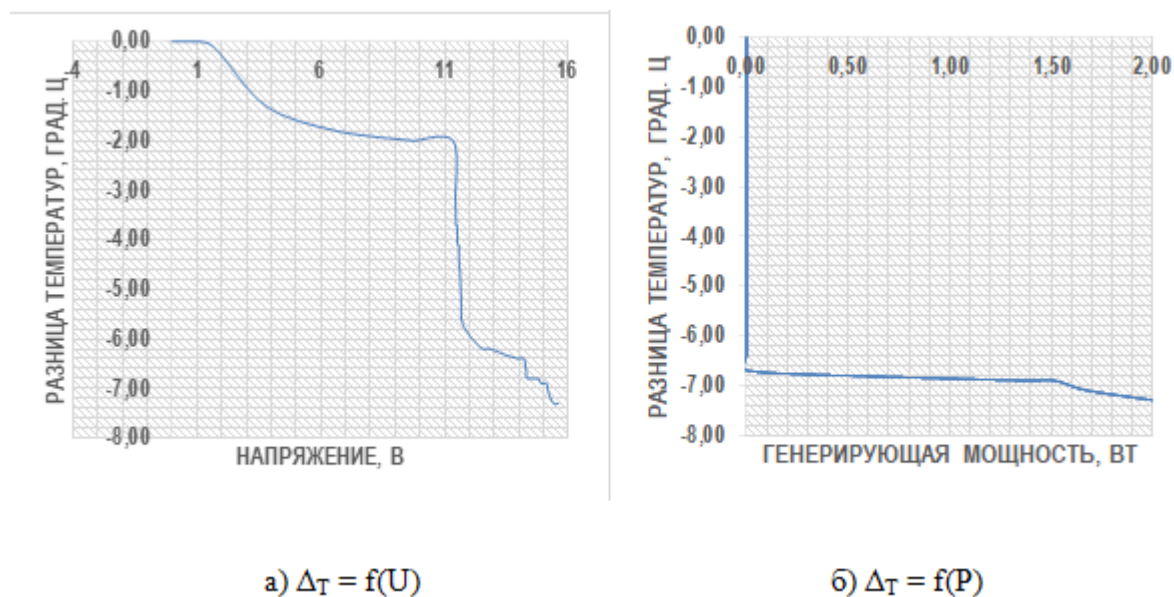 0,00
-4 1 6 11 16
-1,00
-2,00
-3,00
-4,00
-5,00
-6,00
-7,00
-8,00
РАЗНИЦА ТЕМПЕРАТУР, ГРАД. Ц
НАПРЯЖЕНИЕ, В
0,00
0,00 0,50 1,00 1,50 2,00
-1,00
-2,00
-3,00
-4,00
-5,00
-6,00
-7,00
-8,00
РАЗНИЦА ТЕМПЕРАТУР, ГРАД. Ц
ГЕНЕРИРУЮЩАЯ МОЩНОСТЬ, ВТ
а) Δ_T = f(U)
б) Δ_T = f(P)